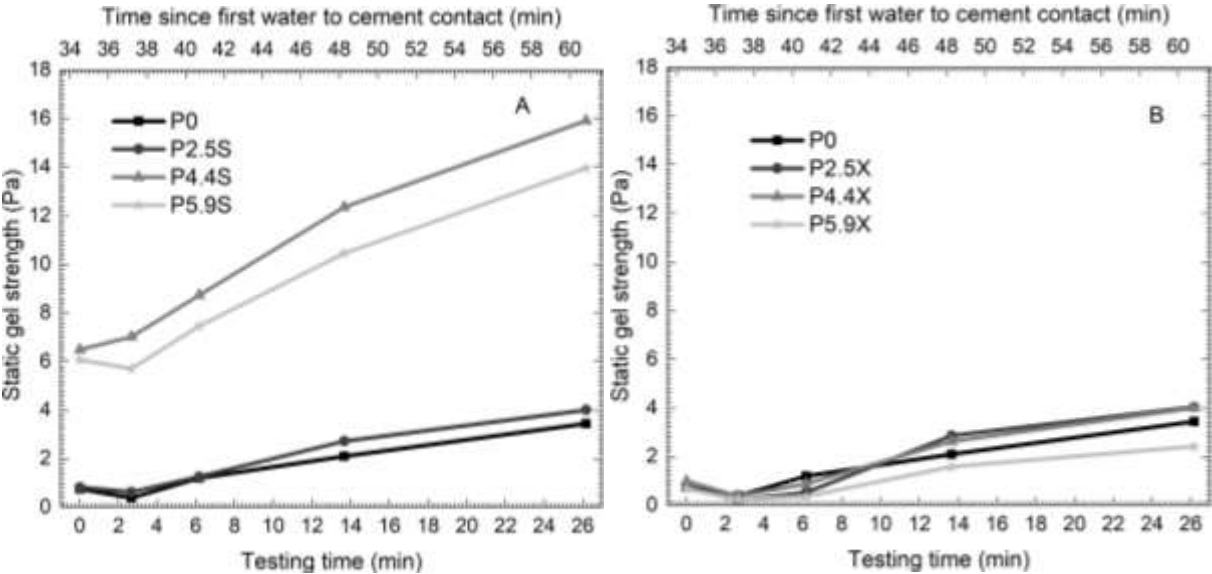 Time since first water to cement contact (min)
34 36 38 40 42 44 46 48 50 52 54 56 58 60
18
16
14
12
10
8
6
4
2
0
Static gel strength (Pa)
A
P0
P2.5S
P4.4S
P5.9S
0 2 4 6 8 10 12 14 16 18 20 22 24 26
Testing time (min)
Time since first water to cement contact (min)
34 36 38 40 42 44 46 48 50 52 54 56 58 60
18
16
14
12
10
8
6
4
2
0
Static gel strength (Pa)
B
P0
P2.5X
P4.4X
P5.9X
0 2 4 6 8 10 12 14 16 18 20 22 24 26
Testing time (min)